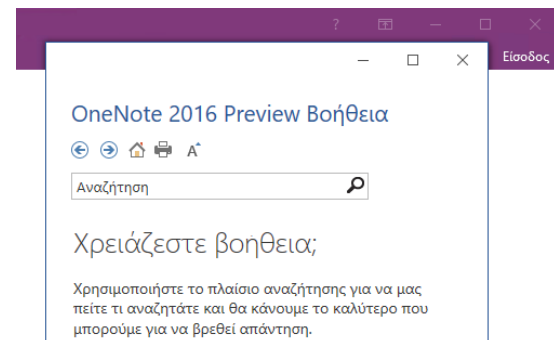 Είσοδος
OneNote 2016 Preview Βοήθεια
Αναζήτηση
Χρειάζεστε βοηθεια;
Χρησιμοποιήστε το πλαίσιο αναζήτησης για να μας
πείτε τι αναζητάτε και θα κάνουμε το καλύτερο που
μπορούμε για να βρεθεί απάντηση.